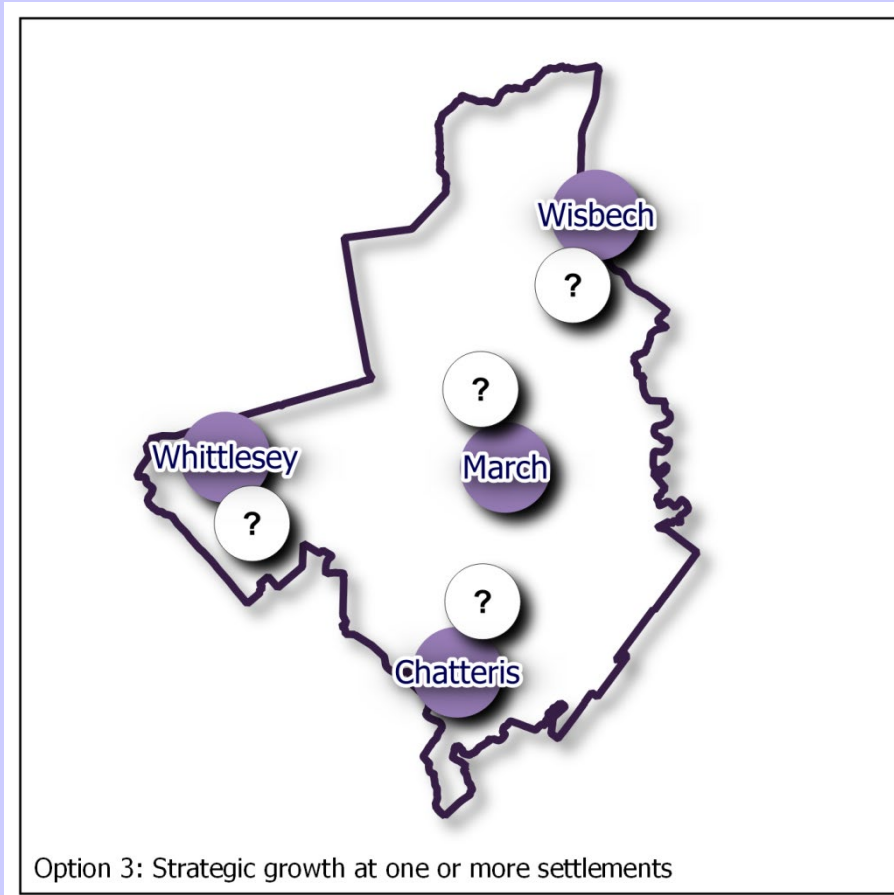 Wisbech
?
?
Whittlesey
March
?
?
Chatteris
Option 3: Strategic growth at one or more settlements